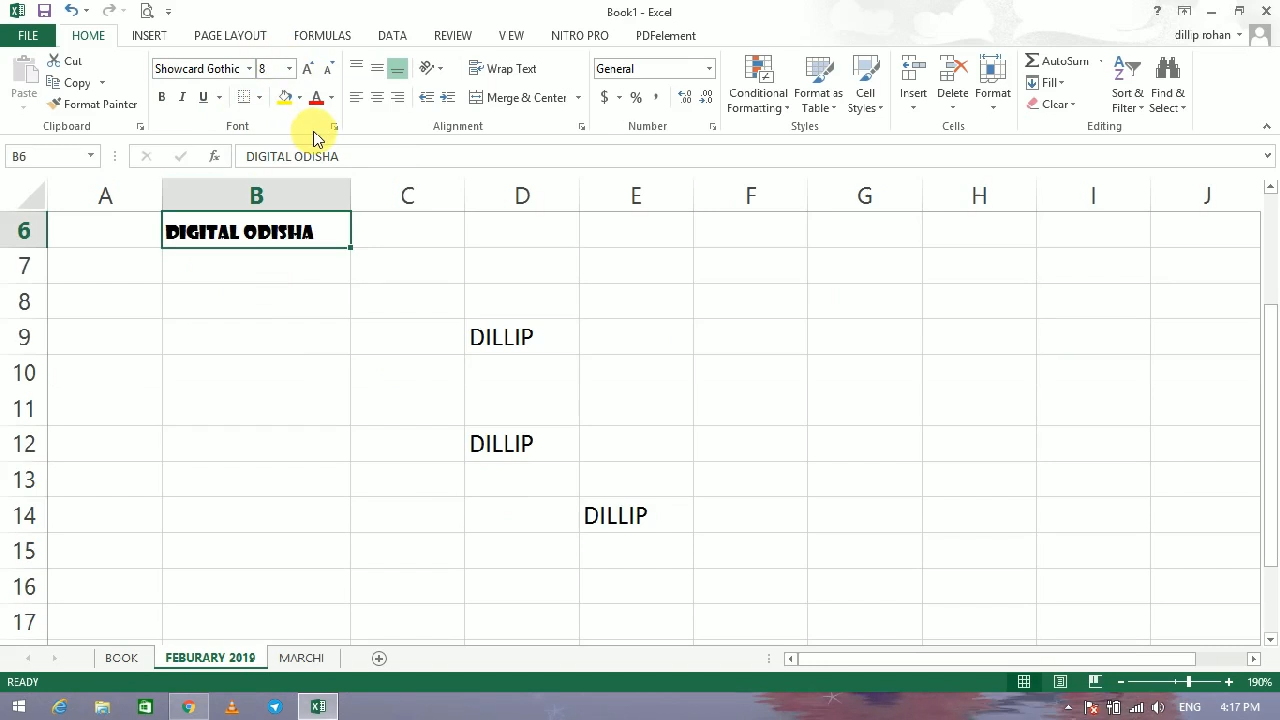 Book1 - Excel
?
FILE HOME INSERT PAGE LAYOUT FORMULAS DATA REVIEW VIEW NITRO PRO PDFelement
dillip rohan
Paste
Cut
Copy
Format Painter
Clipboard
Showcard Gothic 8
B I U
Font
Wrap Text
Merge & Center
Alignment
General
$ % ,
Number
Conditional Formatting
Format as Table
Cell Styles
Styles
Insert
Delete
Format
Cells
AutoSum
Fill
Clear
Sort & Filter
Find & Select
Editing
B6
fx
DIGITAL ODISHA
A B C D E F G H I J
6 DIGITAL ODISHA
7
8
9 DILLIP
10
11
12 DILLIP
13
14 DILLIP
15
16
17
BOOK FEBURARY 2019 MARCHI
READY
190%
ENG 4:17 PM